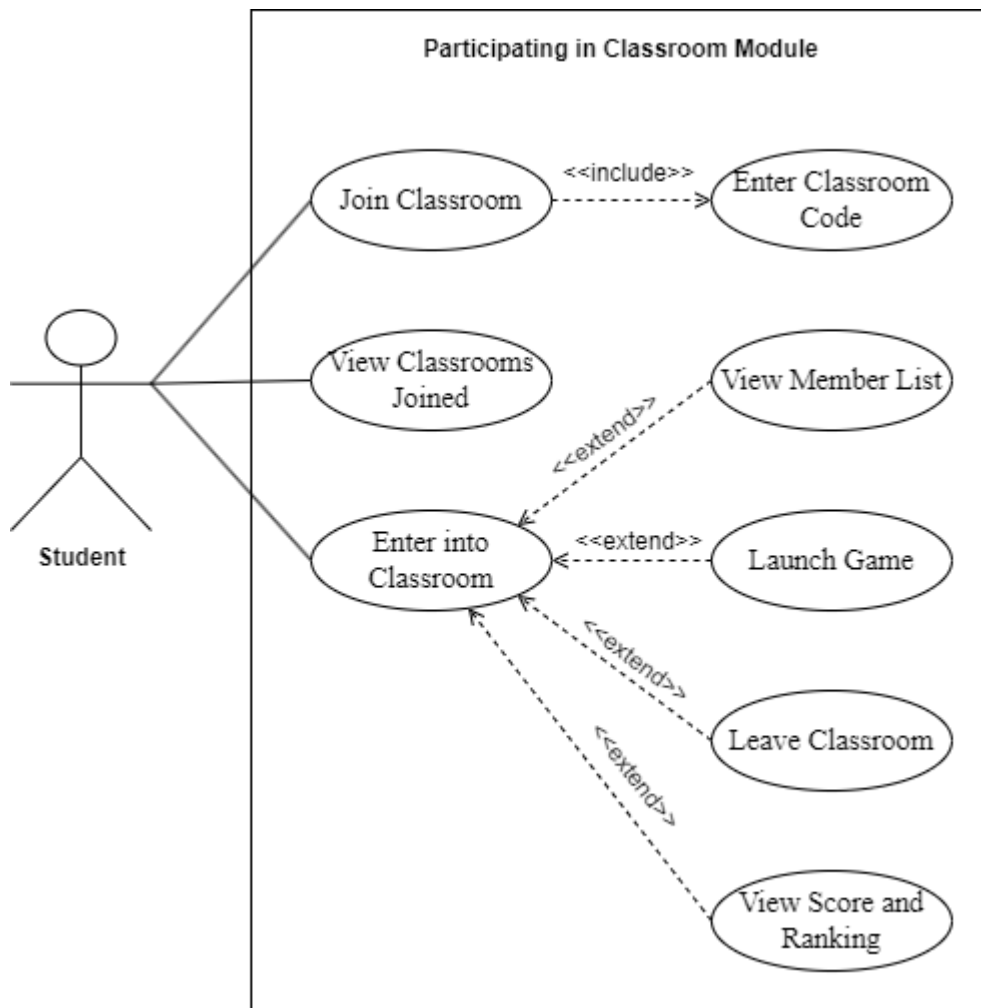 Participating in Classroom Module
Join Classroom
<<include>>
Enter Classroom
Code
View Classrooms
Joined
View Member List
<<extend>>
Student
Enter into
Classroom
<<extend>>
Launch Game
<<extend>>
Leave Classroom
<<extend>>
View Score and
Ranking